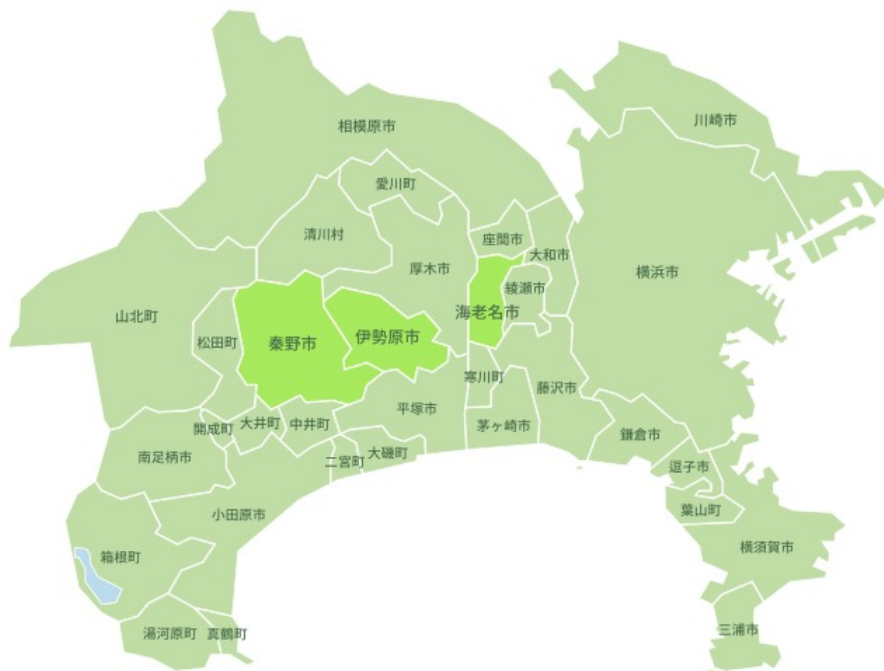 相模原市
川崎市
愛川町
清川村
座間市
大和市
厚木市
横浜市
綾瀬市
山北町
海老名市
松田町
秦野市
伊勢原市
寒川町
藤沢市
平塚市
開成町
大井町
中井町
茅ヶ崎市
鎌倉市
南足柄市
二宮町
大磯町
逗子市
小田原市
葉山町
箱根町
横須賀市
湯河原町
真鶴町
三浦市